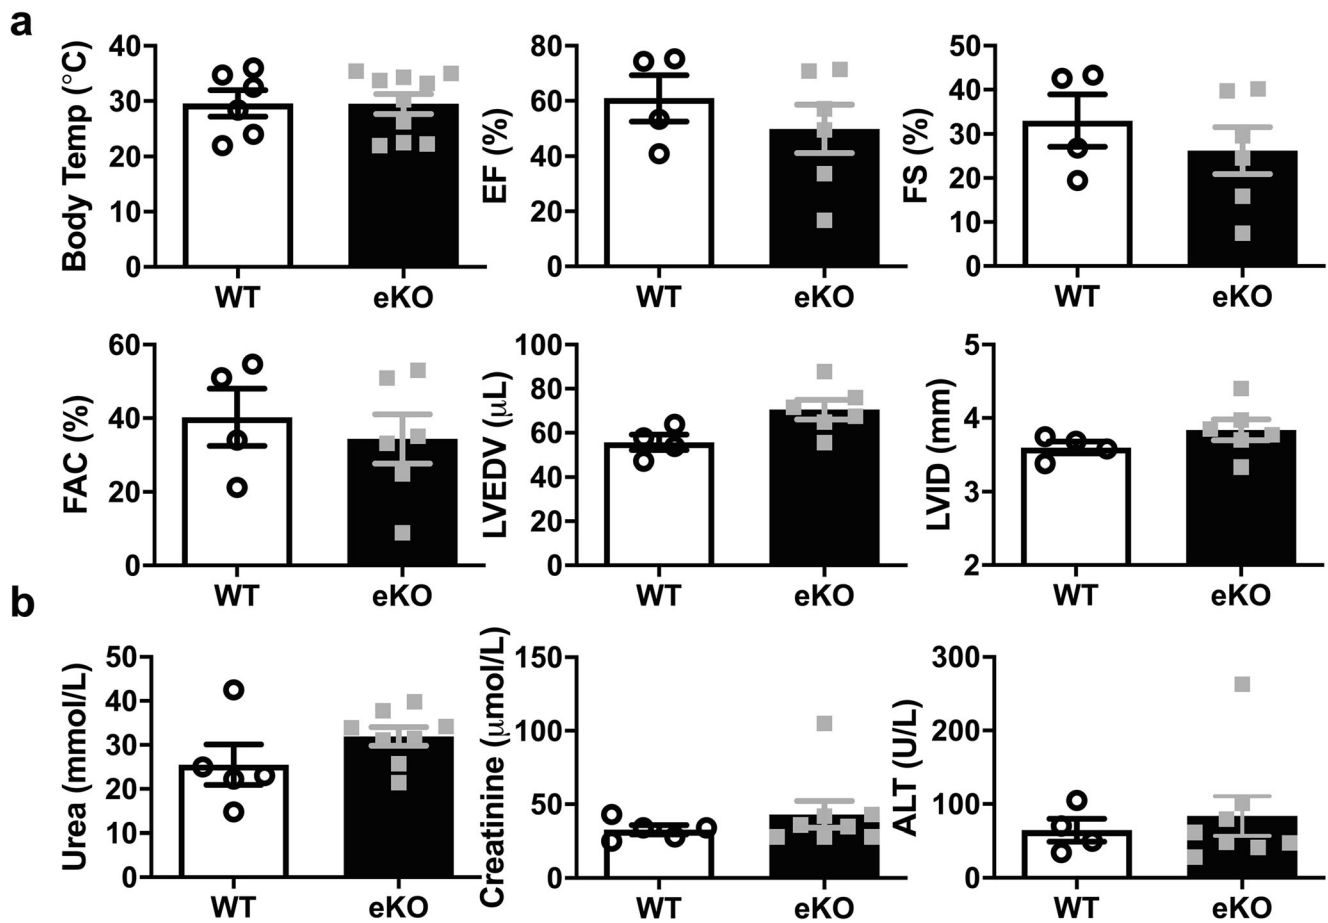 a
Body Temp (°C)
40
30
20
10
0
WT
eKO
EF (%)
80
60
40
20
0
WT
eKO
FS (%)
50
40
30
20
10
0
WT
eKO
FAC (%)
60
40
20
0
WT
eKO
LVEDV (μL)
100
80
60
40
20
0
WT
eKO
LVID (mm)
5
4
3
2
WT
eKO
b
Urea (mmol/L)
50
40
30
20
10
0
WT
eKO
Creatinine (μmol/L)
150
100
50
0
WT
eKO
ALT (U/L)
300
200
100
0
WT
eKO